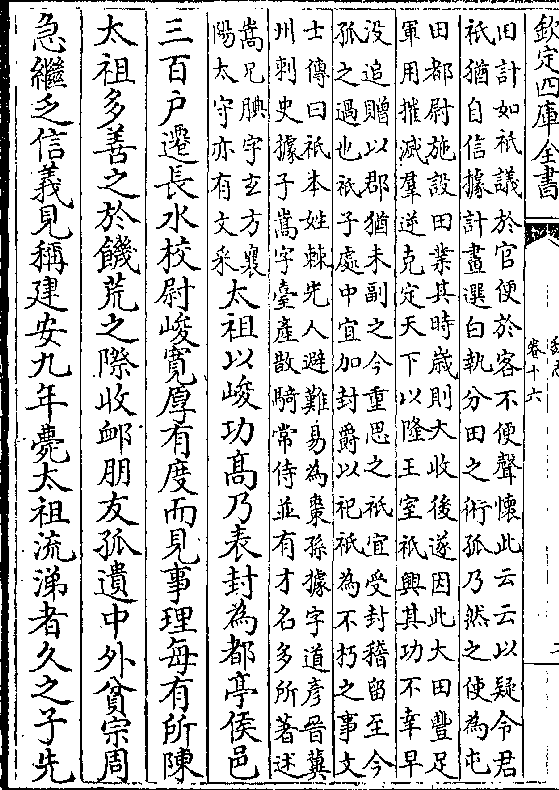 欽定四庫全書
卷十六
旧計如祗議於官便於客不便聲懷此云云以疑令君
祗猶自信據計畫選白執分田之術孤乃然之使為屯
田都尉施設田業其時歲則大收後遂因此大田豐足
軍用摧滅羣逆克定天下以隆王室祗興其功不幸早
没追贈以郡猶未副之今重思之祗宜受封稽留至今
孤之過也祗子處中宜加封爵以祀祗為不朽之事文
士傳曰祗本姓棘先人避難易為棗孫據字道彦晉冀
川刺史據子嵩字臺産散騎常侍並有才名多所著述
嵩兄腆字玄方襄
陽太守亦有文采
太祖以峻功髙乃表封為都亭侯邑
三百户遷長水校尉峻寛厚有度而見事理每有所陳
太祖多善之於饑荒之際收邺朋友孤遺中外貧宗周
急繼乏信義見稱建安九年薨太祖流涕者久之子先